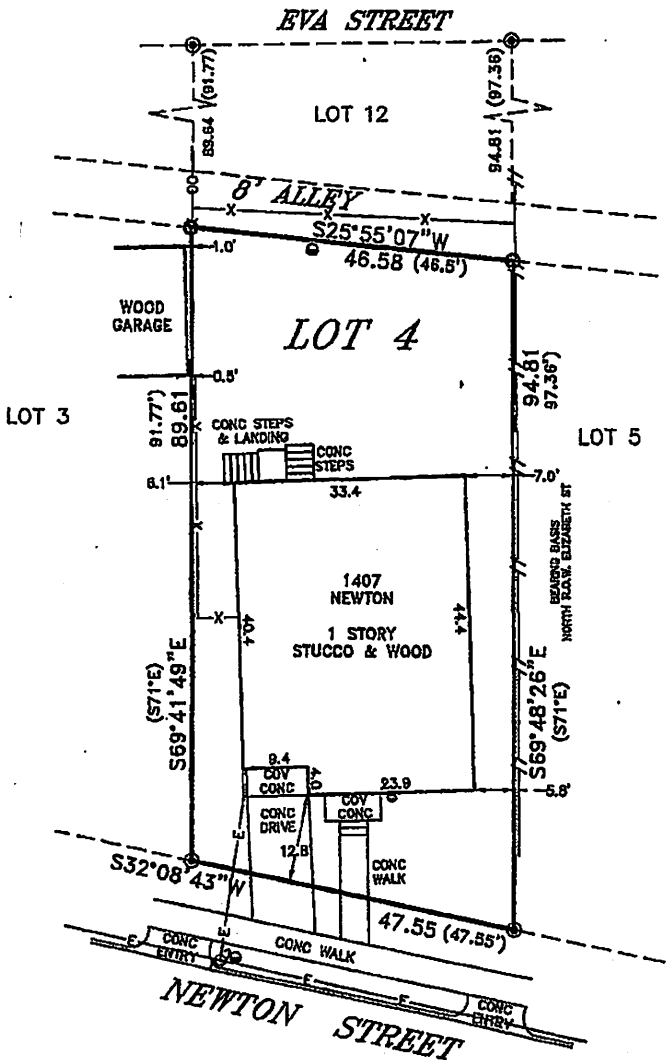 EVA STREET
89.64 (91.77)
LOT 12
94.81 (97.36)
8' ALLEY
S25°55'07"W
46.58 (46.5')
1.0'
WOOD
GARAGE
LOT 4
0.5'
LOT 3
91.77')
89.61
94.81
97.36')
LOT 5
CONC STEPS
& LANDING
CONC
STEPS
6.1'
33.4
7.0'
BEARING BASIS
NORTH R.O.W. ELIZABETH ST
1407
NEWTON
1 STORY
STUCCO & WOOD
40.4
44.4
S69°41'49"E
(S71°E)
S69°48'26"E
(S71°E)
9.4
COV
CONC
4.0
23.9
5.8'
COV
CONC
CONC
DRIVE
12.8
CONC
WALK
S32°08'43"W
47.55 (47.55')
CONC WALK
CONC
ENTRY
CONC
ENTRY
NEWTON STREET